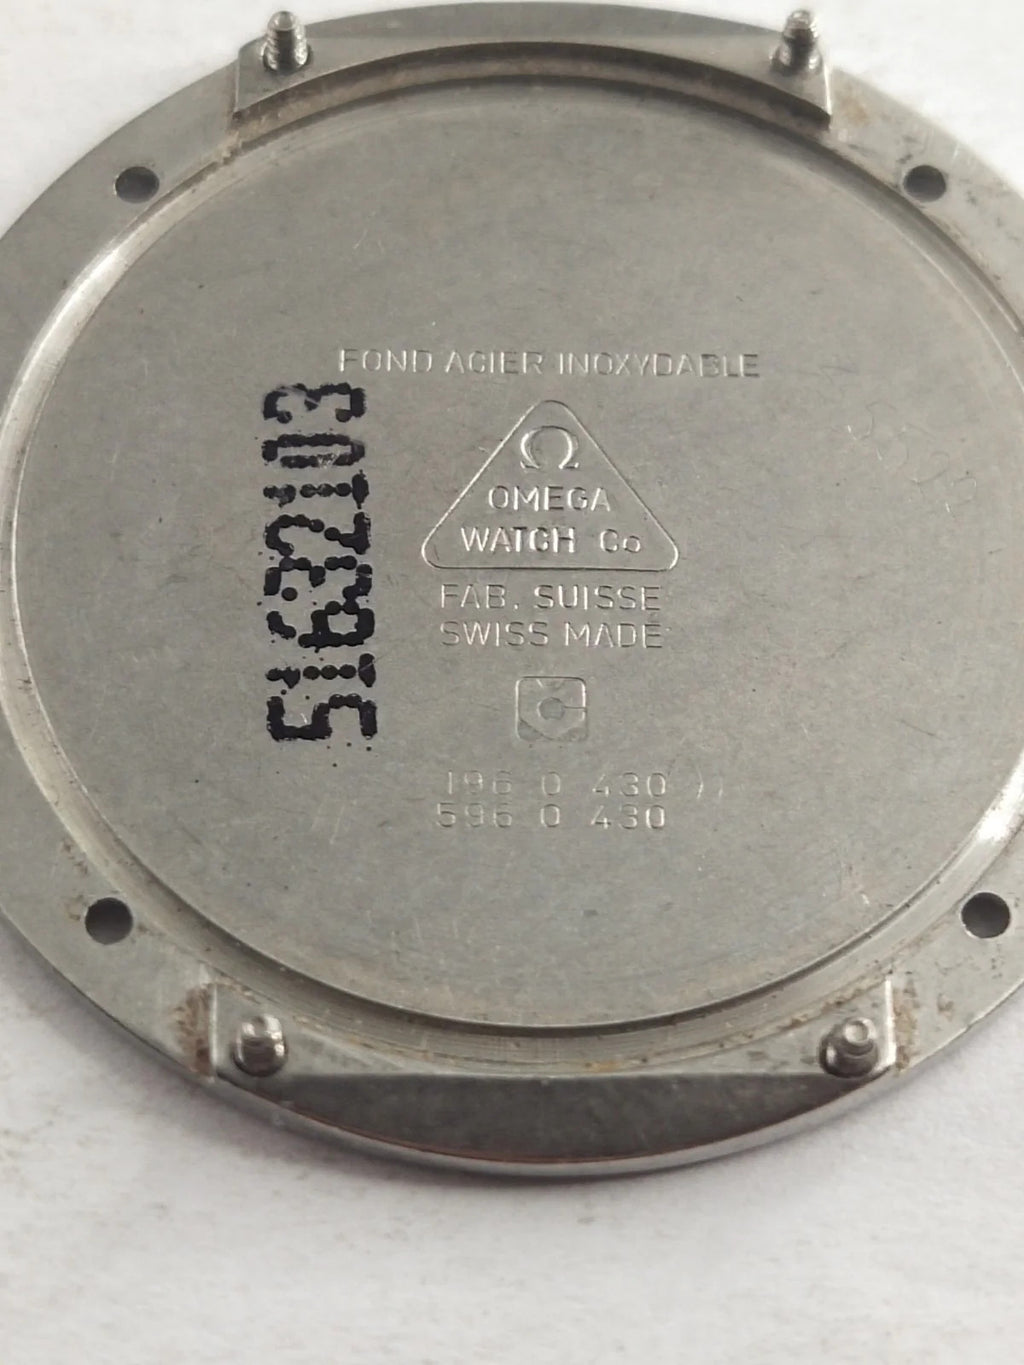 FOND ACIER INOXYDABLE
Ω
OMEGA
WATCH Co
FAB. SUISSE
SWISS MADE
196 0 430
596 0 430
51632103